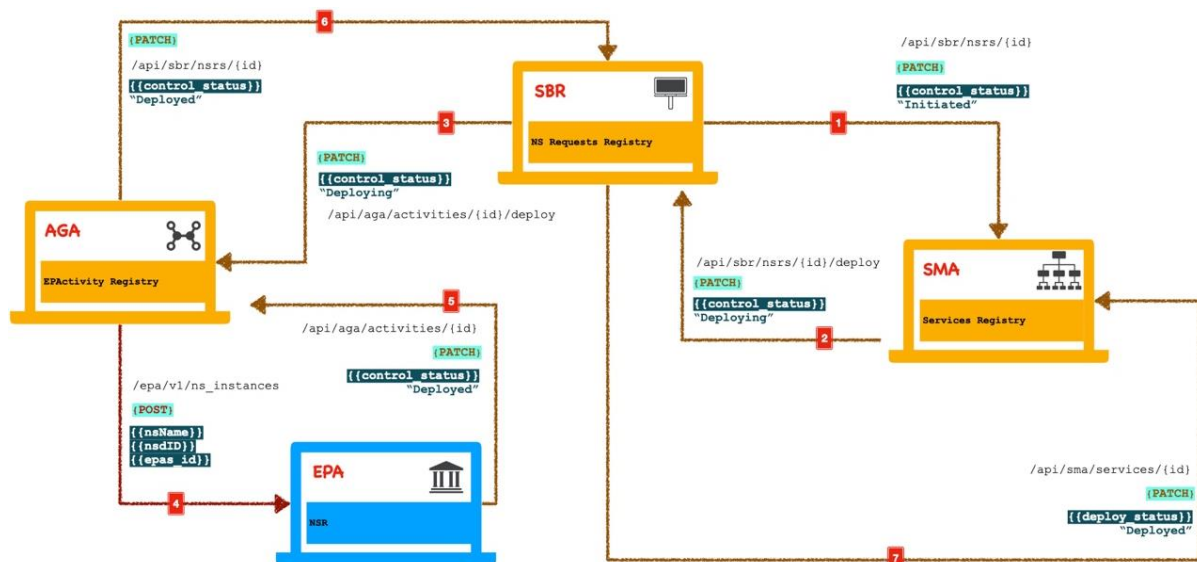 6
{PATCH}
/api/sbr/nsrs/{id}
{{control_status}}
"Deployed"
SBR
NS Requests Registry
/api/sbr/nsrs/{id}
{PATCH}
{{control_status}}
"Initiated"
1
3
{PATCH}
{{control_status}}
"Deploying"
/api/aga/activities/{id}/deploy
AGA
EPActivity Registry
/api/sbr/nsrs/{id}/deploy
{PATCH}
{{control_status}}
"Deploying"
2
SMA
Services Registry
5
/api/aga/activities/{id}
{PATCH}
{{control_status}}
"Deployed"
/epa/v1/ns_instances
{POST}
{{nsName}}
{{nsdID}}
{{epas_id}}
4
EPA
NSR
/api/sma/services/{id}
{PATCH}
{{deploy_status}}
"Deployed"
7